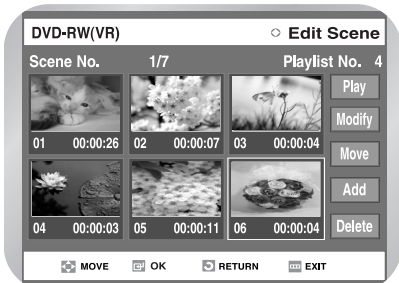 DVD-RW(VR) Edit Scene
Scene No. 1/7 Playlist No. 4
Play
01 00:00:26 02 00:00:07 03 00:00:04
Modify
Move
Add
04 00:00:03 05 00:00:11 06 00:00:04
Delete
MOVE OK RETURN EXIT